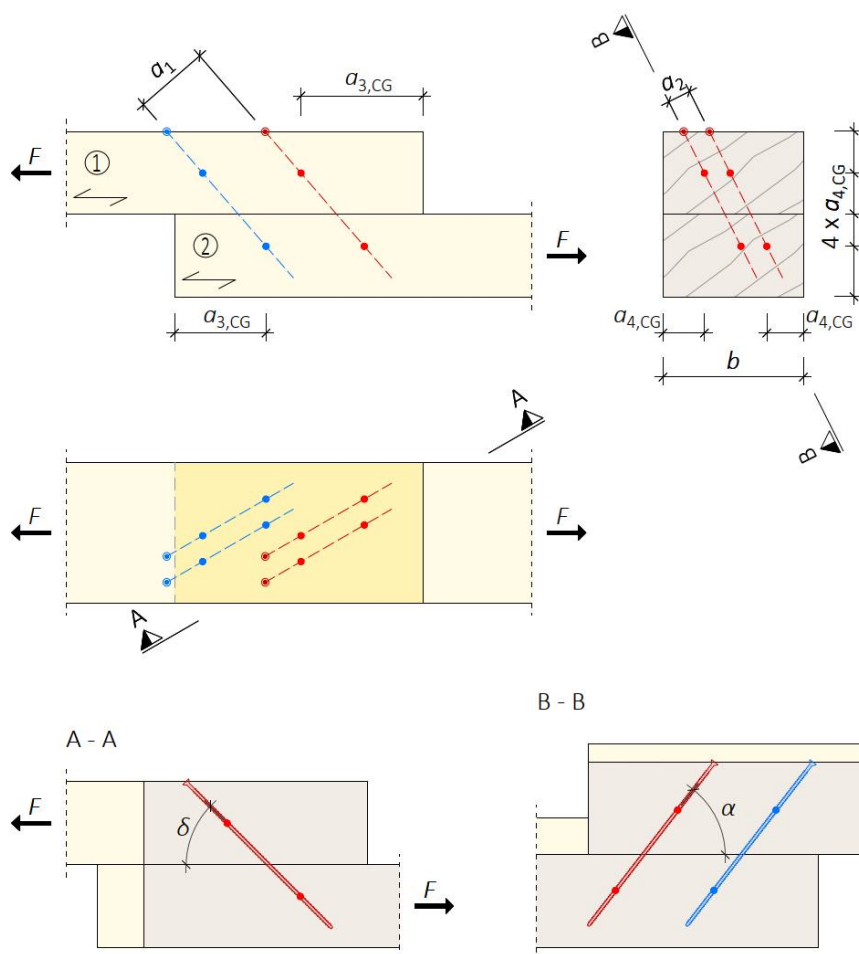 B
a1
a3,CG
a2
F
①
②
F
4 x a4,CG
a3,CG
a4,CG
a4,CG
b
B
A
F
F
A
A - A
B - B
F
δ
α
F